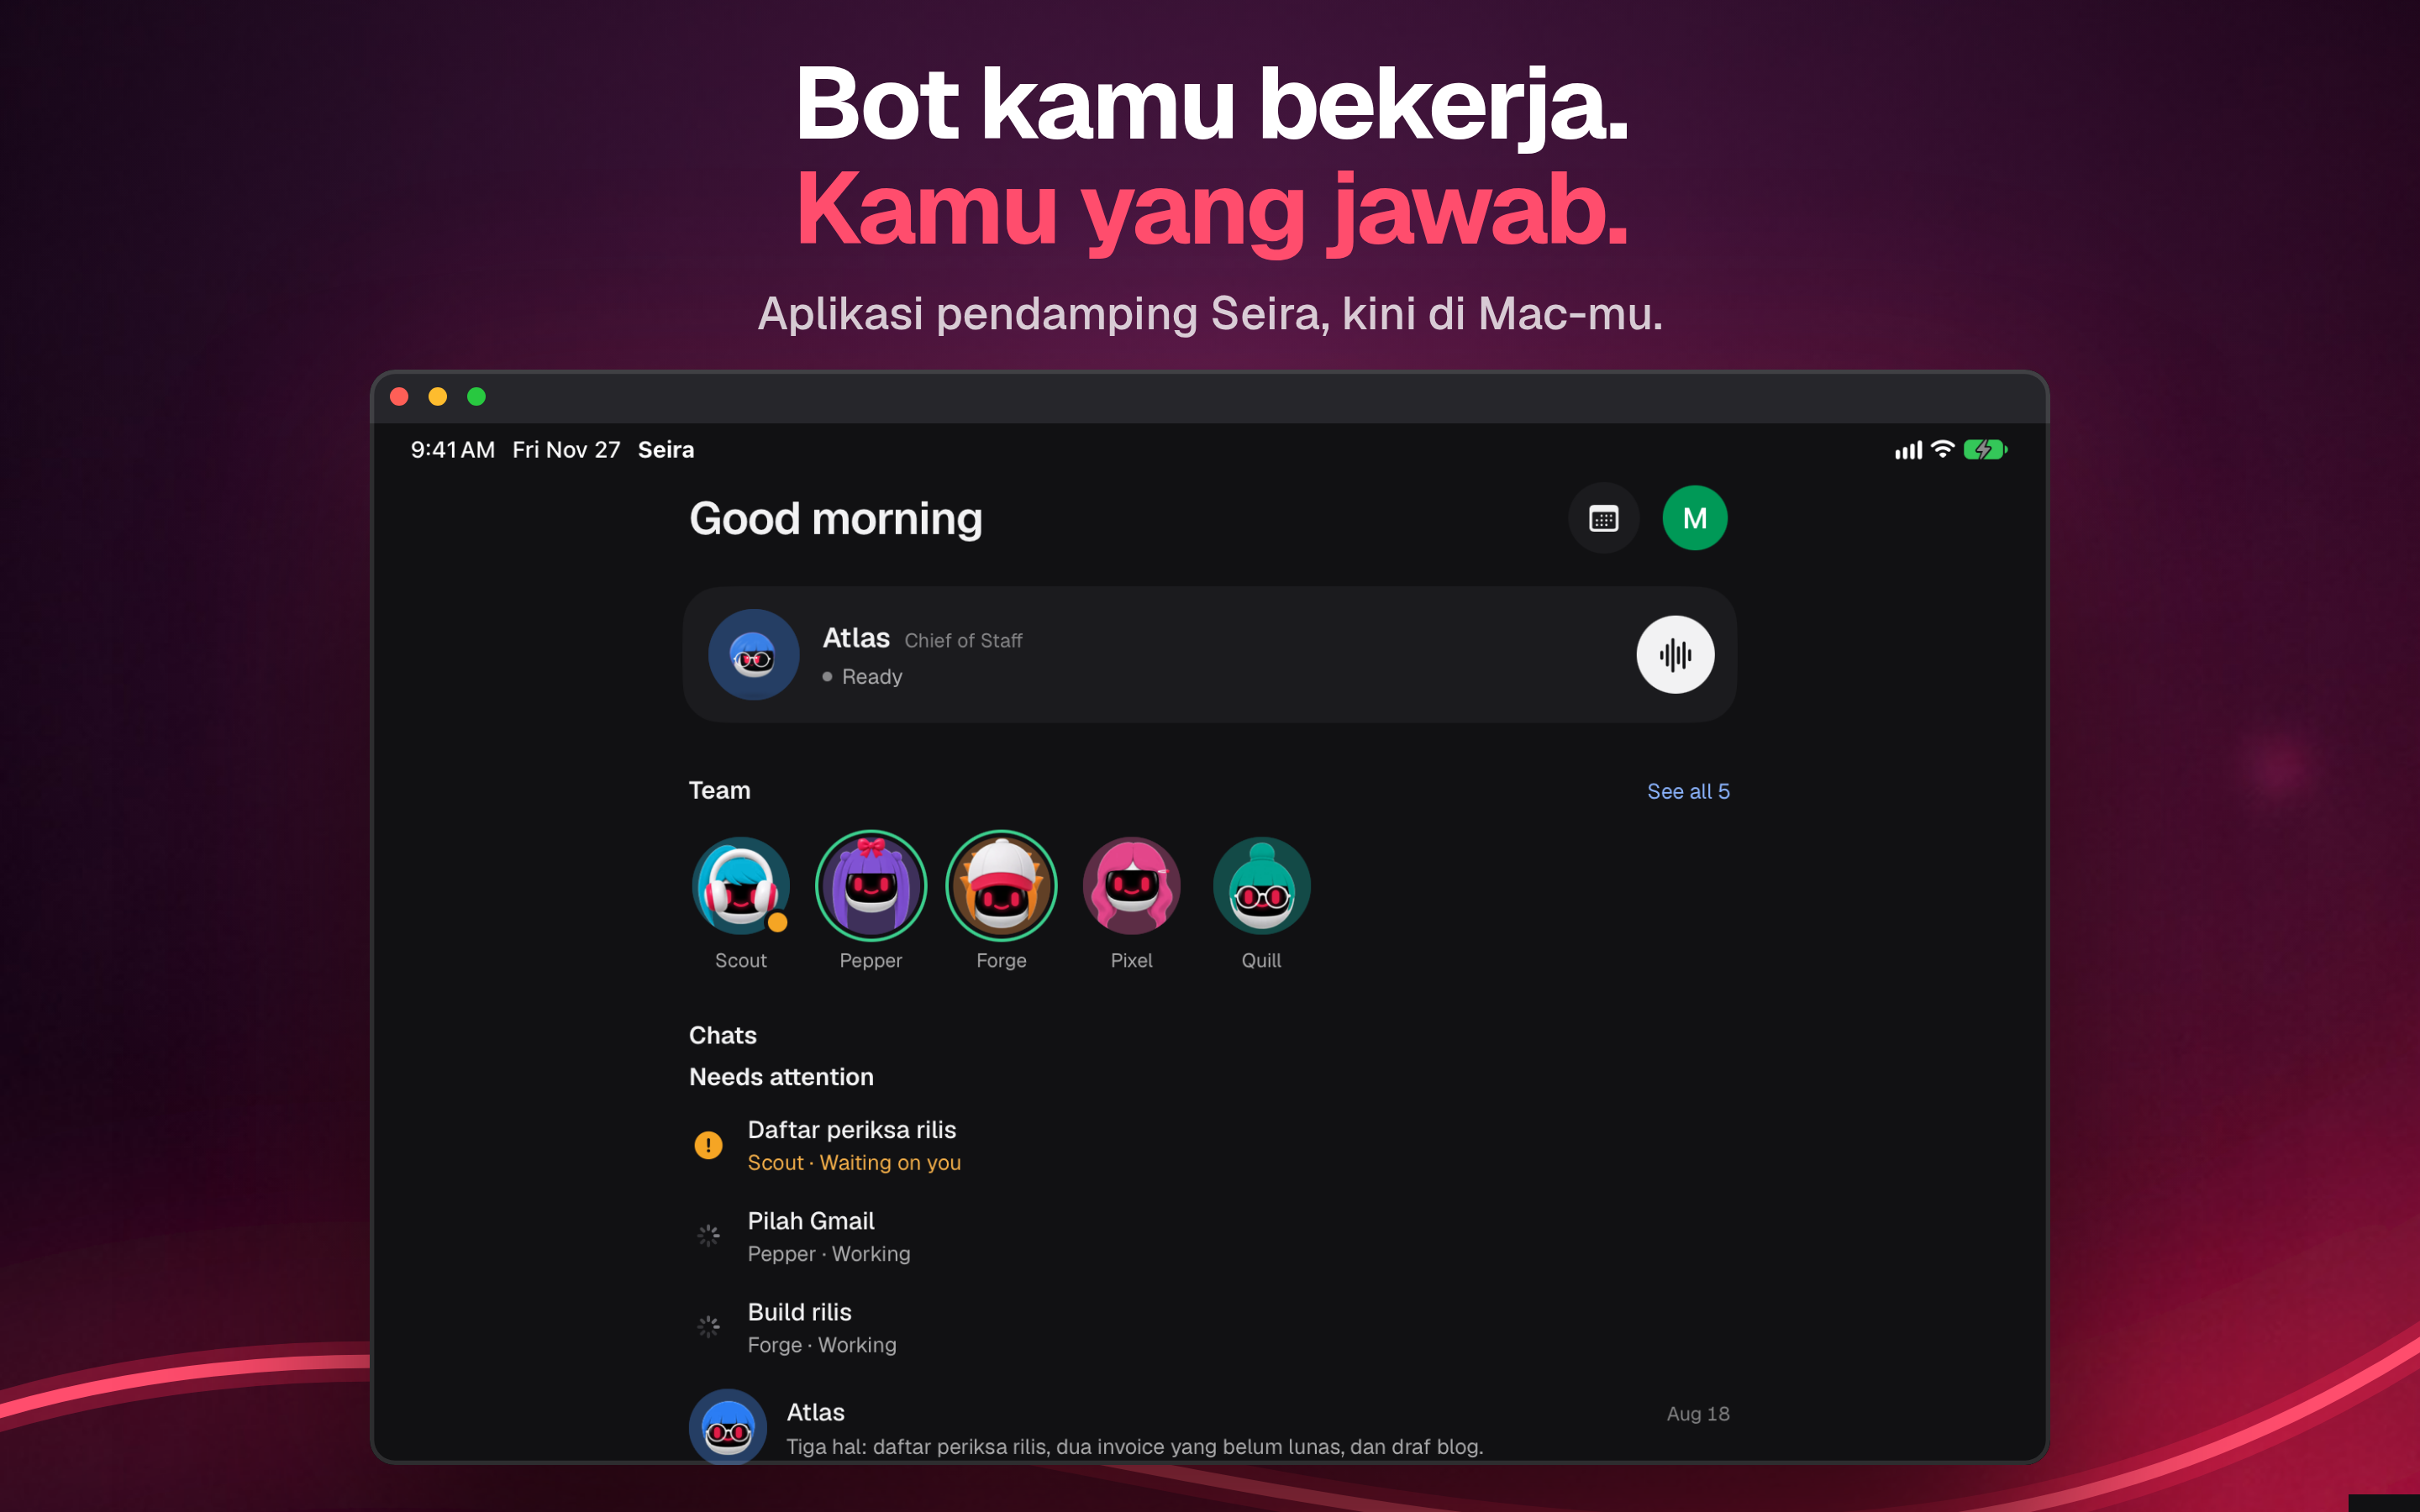 Bot kamu bekerja.
Kamu yang jawab.
Aplikasi pendamping Seira, kini di Mac-mu.
9:41 AM Fri Nov 27 Seira
Good morning
M
Atlas Chief of Staff
Ready
Team See all 5
Scout Pepper Forge Pixel Quill
Chats
Needs attention
Daftar periksa rilis
Scout · Waiting on you
Pilah Gmail
Pepper · Working
Build rilis
Forge · Working
Atlas Aug 18
Tiga hal: daftar periksa rilis, dua invoice yang belum lunas, dan draf blog.